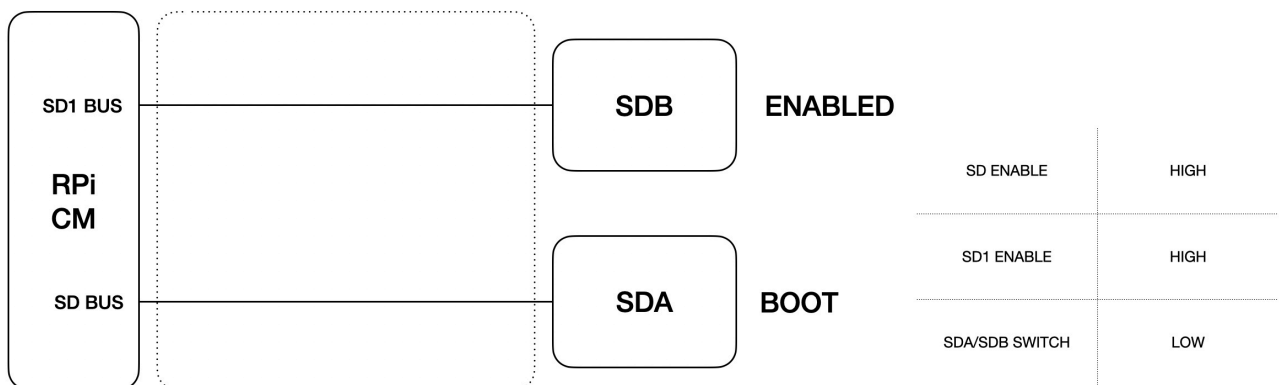 SD1 BUS
RPi
CM
SD BUS
SDB
ENABLED
SDA
BOOT
SD ENABLE HIGH
SD1 ENABLE HIGH
SDA/SDB SWITCH LOW